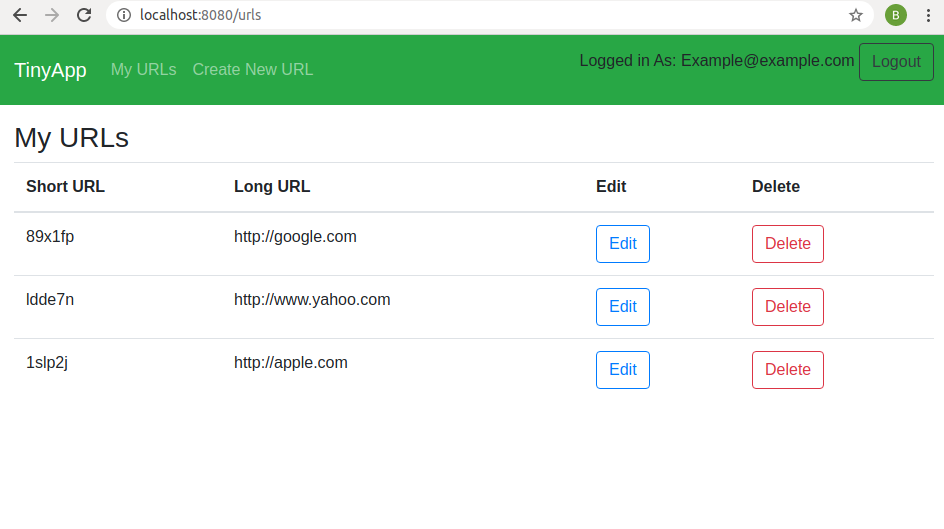 localhost:8080/urls
B
TinyApp My URLs Create New URL Logged in As: Example@example.com Logout
My URLs
Short URL Long URL Edit Delete
89x1fp http://google.com Edit Delete
ldde7n http://www.yahoo.com Edit Delete
1slp2j http://apple.com Edit Delete